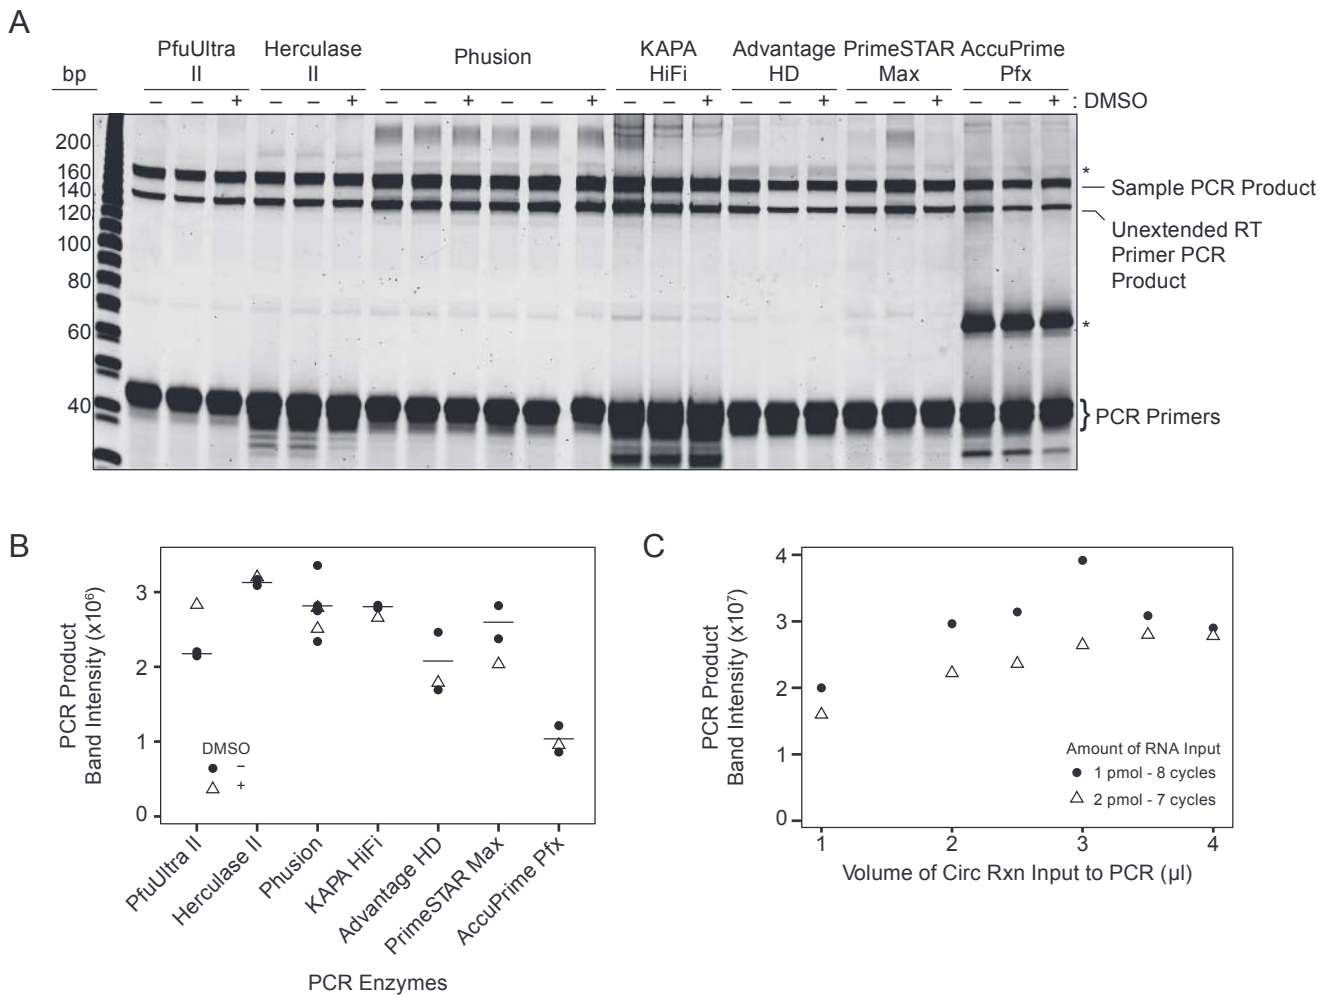 A
PfuUltra II
Herculase II
Phusion
KAPA HiFi
Advantage HD
PrimeSTAR Max
AccuPrime Pfx
bp
– – + – – + – – + – – + – – + – – + – – + – – + : DMSO
200
160
140
120
100
80
60
40
*
Sample PCR Product
Unextended RT
Primer PCR
Product
*
} PCR Primers
B
PCR Product
Band Intensity (x10⁶)
3
2
1
0
DMSO
–
+
PfuUltra II
Herculase II
Phusion
KAPA HiFi
Advantage HD
PrimeSTAR Max
AccuPrime Pfx
PCR Enzymes
C
PCR Product
Band Intensity (x10⁷)
4
3
2
1
0
Amount of RNA Input
1 pmol - 8 cycles
2 pmol - 7 cycles
1 2 3 4
Volume of Circ Rxn Input to PCR (µl)